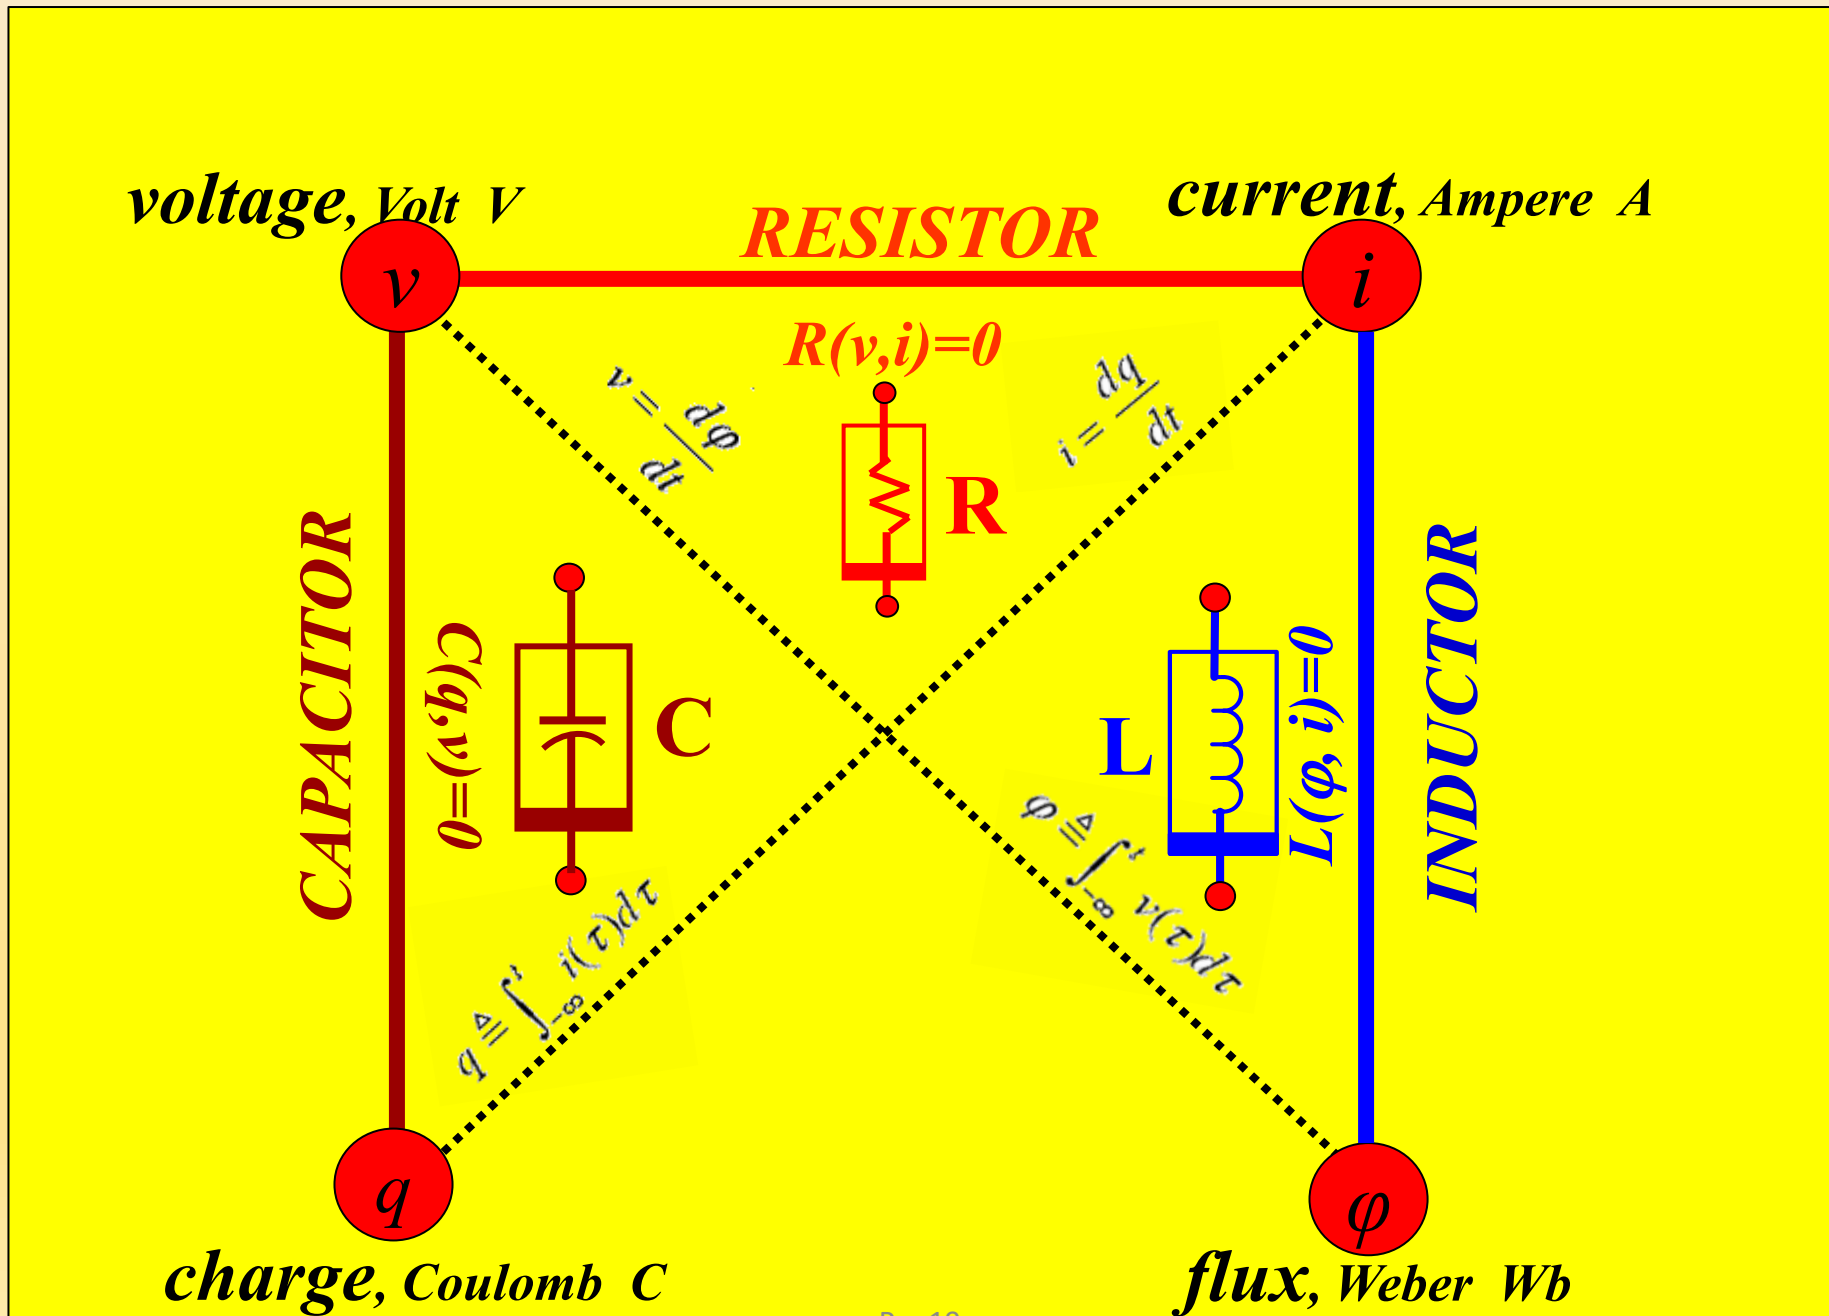 voltage, Volt V
current, Ampere A
RESISTOR
v
i
R(v,i)=0
v = dφ/dt
i = dq/dt
R
CAPACITOR
C(q,v)=0
C
L
L(φ, i)=0
INDUCTOR
q ≜ ∫_{-∞}^{t} i(τ)dτ
φ ≜ ∫_{-∞}^{t} v(τ)dτ
q
φ
charge, Coulomb C
flux, Weber Wb